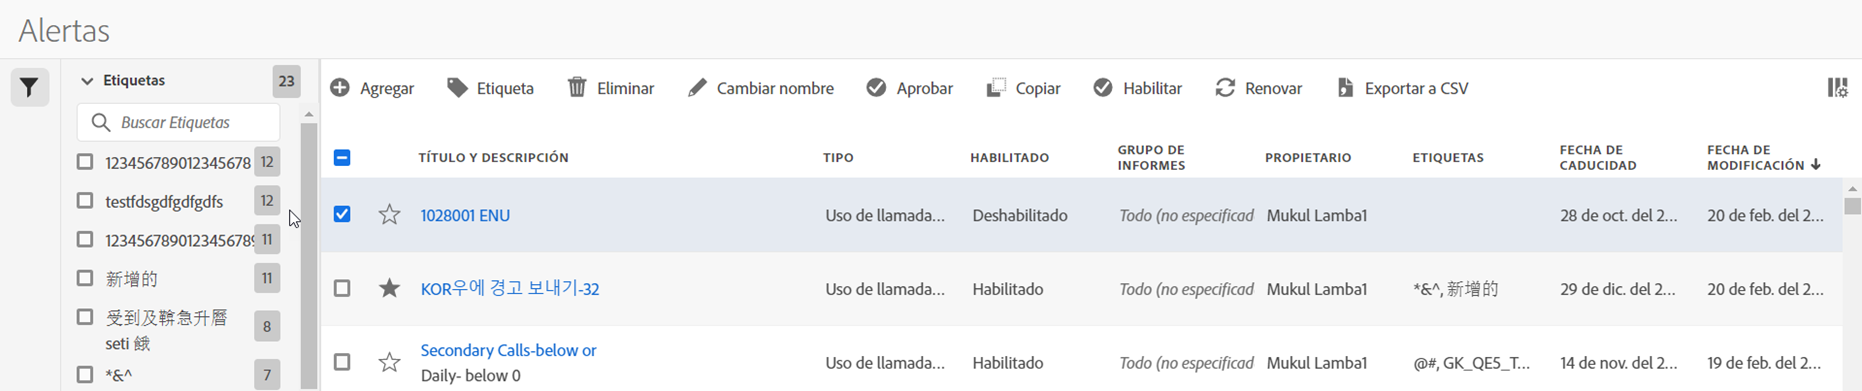 Alertas
Etiquetas 23
Buscar Etiquetas
123456789012345678 12
testfdsgdfgdfgdfs 12
1234567890123456789 11
新增的 11
受到及鞥急升曆
seti 餓 8
*&^ 7
Agregar Etiqueta Eliminar Cambiar nombre Aprobar Copiar Habilitar Renovar Exportar a CSV
TÍTULO Y DESCRIPCIÓN TIPO HABILITADO GRUPO DE INFORMES PROPIETARIO ETIQUETAS FECHA DE CADUCIDAD FECHA DE MODIFICACIÓN
1028001 ENU Uso de llamada... Deshabilitado Todo (no especificad Mukul Lamba1 28 de oct. del 2... 20 de feb. del 2...
KOR우에 경고 보내기-32 Uso de llamada... Habilitado Todo (no especificad Mukul Lamba1 *&^, 新增的 29 de dic. del 2... 20 de feb. del 2...
Secondary Calls-below or
Daily- below 0 Uso de llamada... Habilitado Todo (no especificad Mukul Lamba1 @#, GK_QE5_T... 14 de nov. del 2... 19 de feb. del 2...